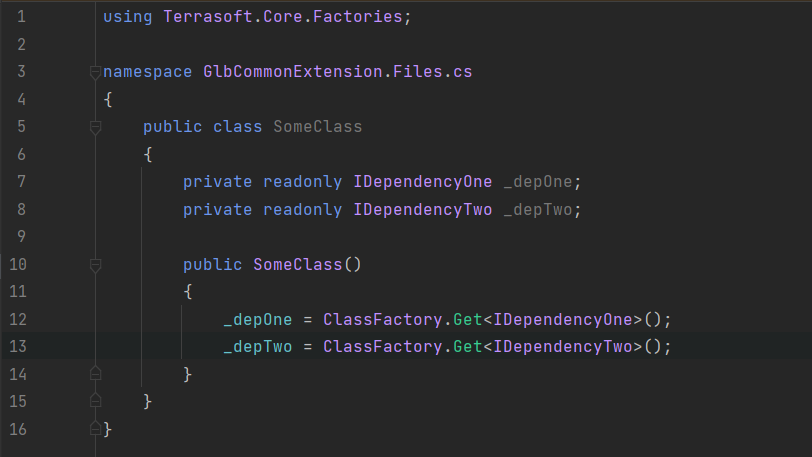 1 using Terrasoft.Core.Factories;
2
3 namespace GlbCommonExtension.Files.cs
4 {
5 public class SomeClass
6 {
7 private readonly IDependencyOne _depOne;
8 private readonly IDependencyTwo _depTwo;
9
10 public SomeClass()
11 {
12 _depOne = ClassFactory.Get<IDependencyOne>();
13 _depTwo = ClassFactory.Get<IDependencyTwo>();
14 }
15 }
16 }